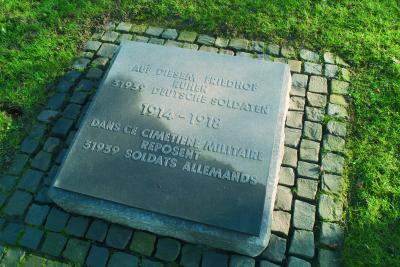 AUF DIESEM FRIEDHOF
RUHEN
31939 DEUTSCHE SOLDATEN
1914 - 1918
DANS CE CIMETIÈRE MILITAIRE
REPOSENT
31939 SOLDATS ALLEMANDS